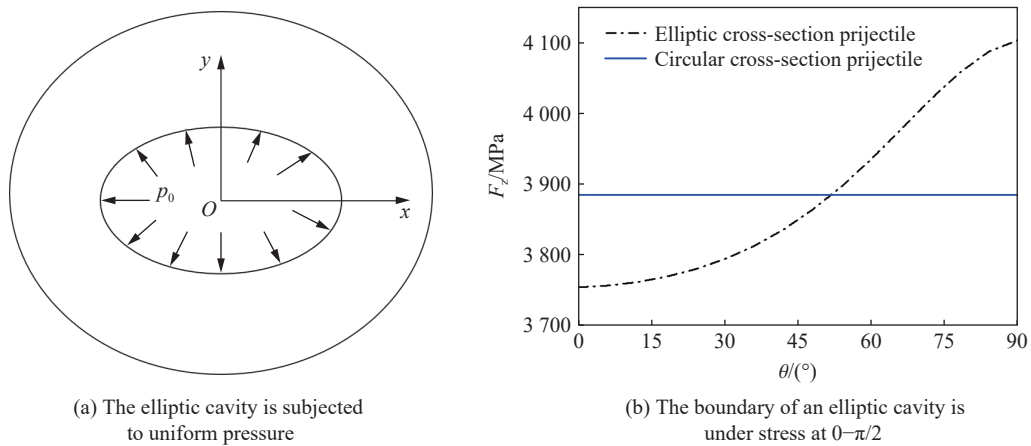 y
p0
O
x
(a) The elliptic cavity is subjected
to uniform pressure
4 100
4 000
3 900
3 800
3 700
Fz/MPa
Elliptic cross-section prijectile
Circular cross-section prijectile
0 15 30 45 60 75 90
θ/(°)
(b) The boundary of an elliptic cavity is
under stress at 0−π/2